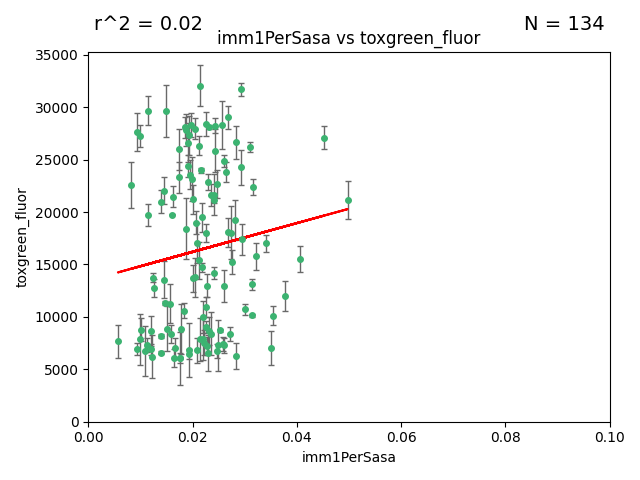 r^2 = 0.02
N = 134
imm1PerSasa vs toxgreen_fluor
35000
30000
25000
20000
15000
10000
5000
0
toxgreen_fluor
0.00
0.02
0.04
0.06
0.08
0.10
imm1PerSasa